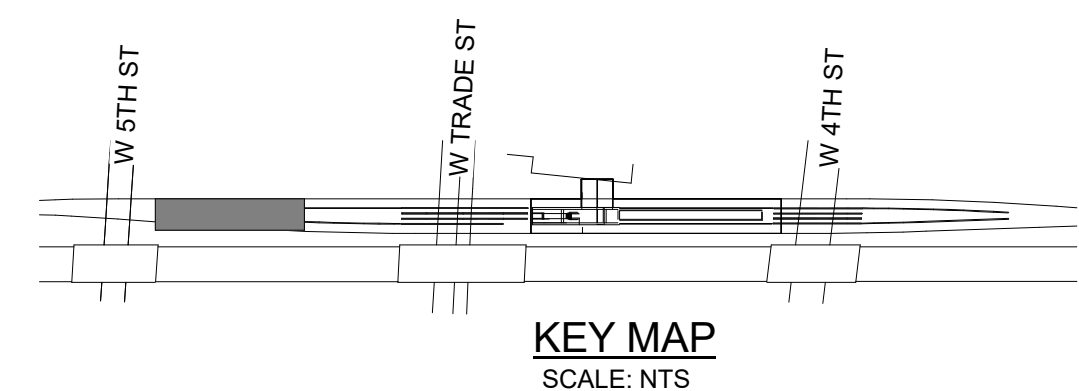 W 5TH ST
W TRADE ST
W 4TH ST
KEY MAP
SCALE: NTS